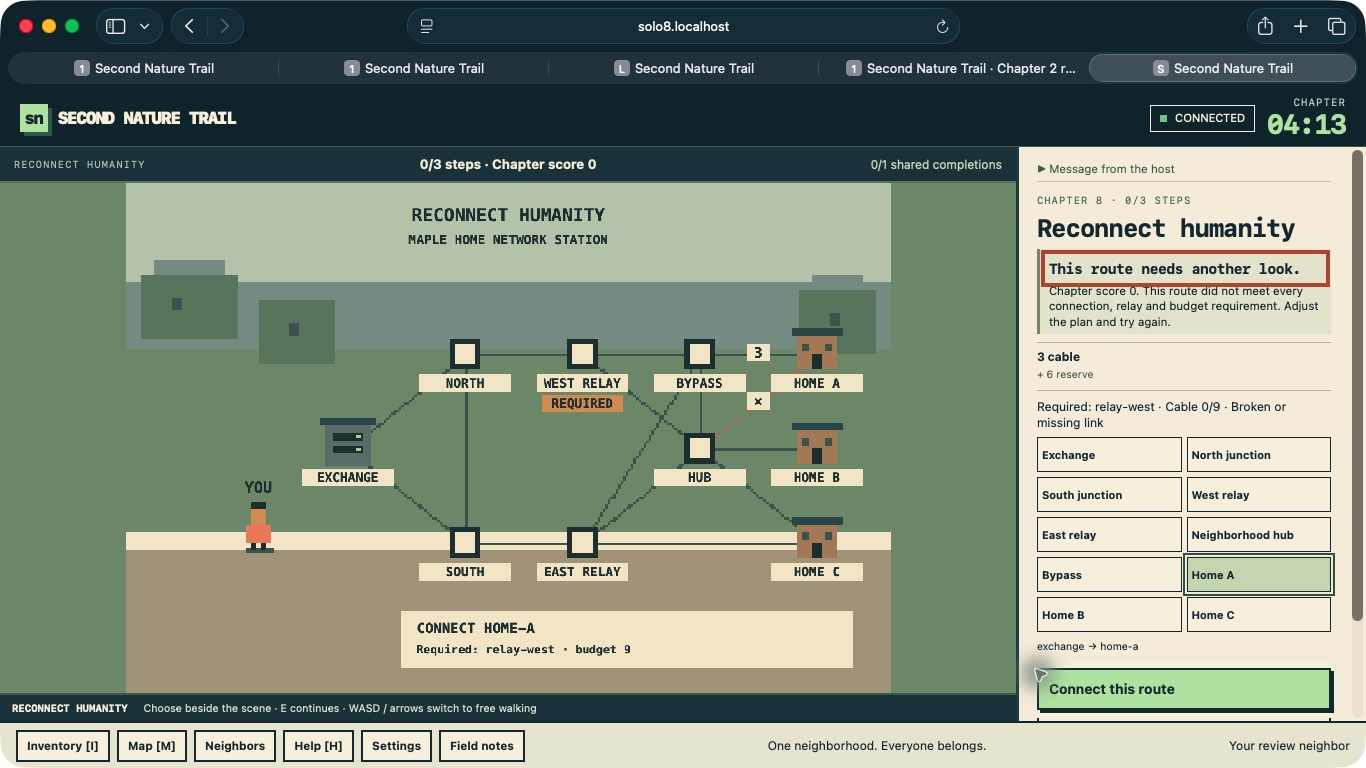 solo8.localhost
1 Second Nature Trail
1 Second Nature Trail
L Second Nature Trail
1 Second Nature Trail · Chapter 2 r...
S Second Nature Trail
sn SECOND NATURE TRAIL
CONNECTED
CHAPTER
04:13
RECONNECT HUMANITY
0/3 steps · Chapter score 0
0/1 shared completions
RECONNECT HUMANITY
MAPLE HOME NETWORK STATION
3
NORTH
WEST RELAY
BYPASS
HOME A
REQUIRED
×
EXCHANGE
HUB
HOME B
YOU
SOUTH
EAST RELAY
HOME C
CONNECT HOME-A
Required: relay-west · budget 9
RECONNECT HUMANITY Choose beside the scene · E continues · WASD / arrows switch to free walking
▶ Message from the host
CHAPTER 8 · 0/3 STEPS
Reconnect humanity
This route needs another look.
Chapter score 0. This route did not meet every
connection, relay and budget requirement. Adjust
the plan and try again.
3 cable
+ 6 reserve
Required: relay-west · Cable 0/9 · Broken or
missing link
Exchange
North junction
South junction
West relay
East relay
Neighborhood hub
Bypass
Home A
Home B
Home C
exchange → home-a
Connect this route
Inventory [I]
Map [M]
Neighbors
Help [H]
Settings
Field notes
One neighborhood. Everyone belongs.
Your review neighbor